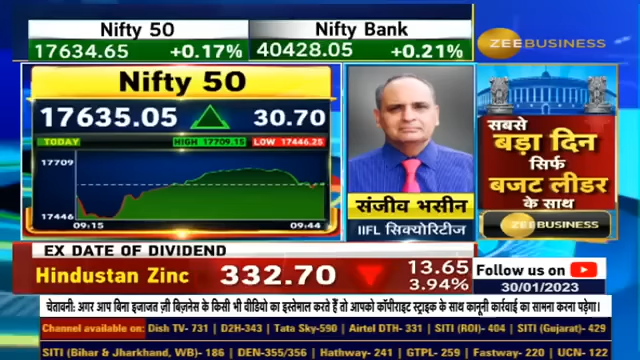 Nifty 50
17634.65 +0.17%
Nifty Bank
40428.05 +0.21%
ZEE BUSINESS
Nifty 50
17635.05 30.70
TODAY HIGH 17709.15 LOW 17446.25
17709
17446
09:15 09:44
संजीव भसीन
IIFL सिक्योरिटीज
सबसे
बड़ा दिन
सिर्फ
बजट लीडर
के साथ
ZEE BUSINESS
EX DATE OF DIVIDEND
Hindustan Zinc 332.70 13.65
3.94%
Follow us on
30/01/2023
चेतावनी: अगर आप बिना इजाजत ज़ी बिज़नेस के किसी भी वीडियो का इस्तेमाल करते हैं तो आपको कॉपीराइट स्ट्राइक के साथ कानूनी कार्रवाई का सामना करना पड़ेगा।
Channel available on: Dish TV- 731 | D2H-343 | Tata Sky-590 | Airtel DTH- 331 | SITI (ROI)- 404 | SITI (Gujarat)- 429
SITI (Bihar & Jharkhand, WB)- 186 | DEN-355/356 | Hathway-241 | GTPL-259 | Fastway-220 | UCN-122